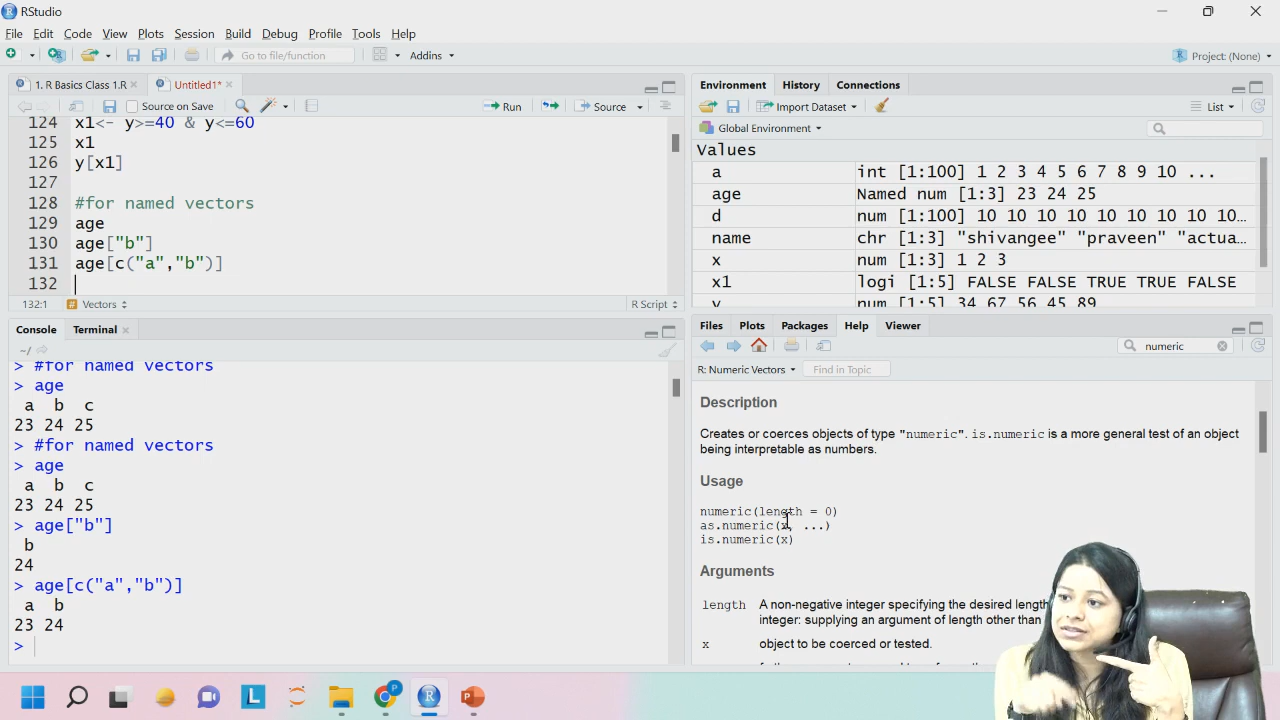 RStudio
File Edit Code View Plots Session Build Debug Profile Tools Help
Go to file/function Addins Project: (None)
1. R Basics Class 1.R Untitled1*
Source on Save Run Source
124 x1<- y>=40 & y<=60
125 x1
126 y[x1]
127
128 #for named vectors
129 age
130 age["b"]
131 age[c("a","b")]
132
132:1 # Vectors R Script
Console Terminal
~/
> #for named vectors
> age
a b c
23 24 25
> #for named vectors
> age
a b c
23 24 25
> age["b"]
b
24
> age[c("a","b")]
a b
23 24
>
Environment History Connections
Import Dataset List
Global Environment
Values
a int [1:100] 1 2 3 4 5 6 7 8 9 10 ...
age Named num [1:3] 23 24 25
d num [1:100] 10 10 10 10 10 10 10 10 10…
name chr [1:3] "shivangee" "praveen" "actua…
x num [1:3] 1 2 3
x1 logi [1:5] FALSE FALSE TRUE TRUE FALSE
y num [1:5] 34 67 56 45 89
Files Plots Packages Help Viewer
numeric
R: Numeric Vectors Find in Topic
Description
Creates or coerces objects of type "numeric". is.numeric is a more general test of an object
being interpretable as numbers.
Usage
numeric(length = 0)
as.numeric(x, ...)
is.numeric(x)
Arguments
length A non-negative integer specifying the desired length
integer: supplying an argument of length other than
x object to be coerced or tested.
L
P
P